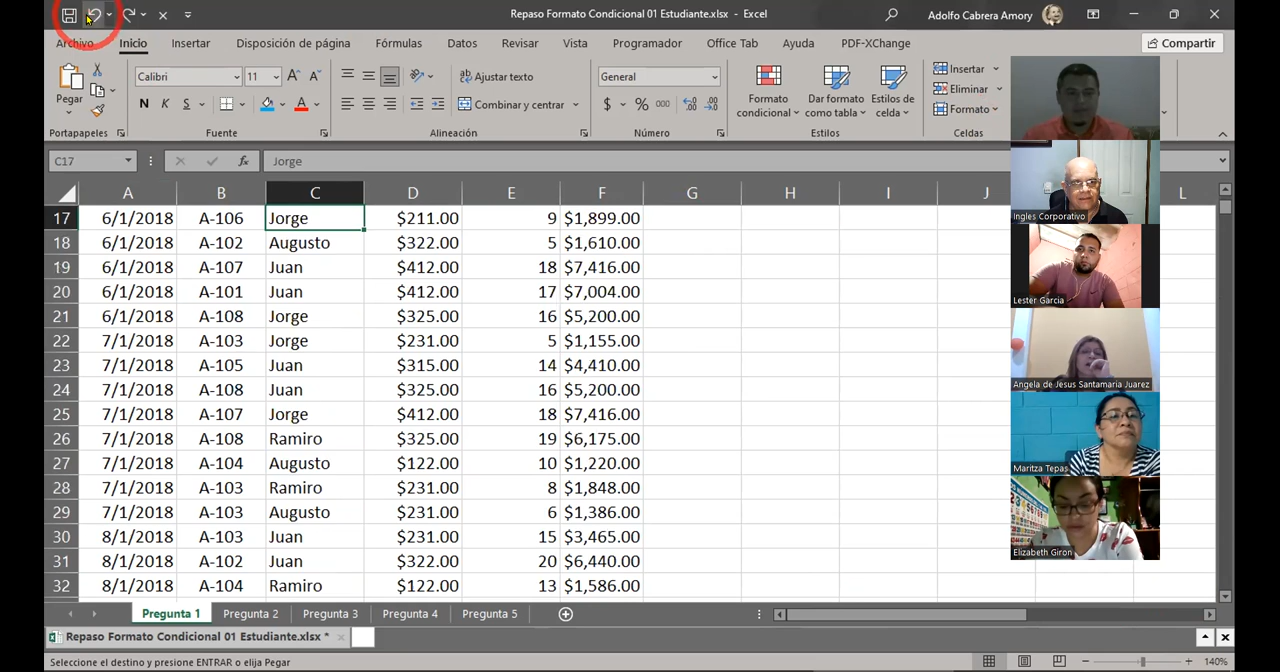 Repaso Formato Condicional 01 Estudiante.xlsx - Excel
Adolfo Cabrera Amory
Archivo Inicio Insertar Disposición de página Fórmulas Datos Revisar Vista Programador Office Tab Ayuda PDF-XChange
Compartir
Calibri 11 Ajustar texto General Insertar
Pegar N K S Combinar y centrar $ % 000 Formato condicional Dar formato como tabla Estilos de celda Eliminar
Formato
Portapapeles Fuente Alineación Número Estilos Celdas
C17 fx Jorge
A B C D E F G H I J L
17 6/1/2018 A-106 Jorge $211.00 9 $1,899.00
18 6/1/2018 A-102 Augusto $322.00 5 $1,610.00
19 6/1/2018 A-107 Juan $412.00 18 $7,416.00
20 6/1/2018 A-101 Juan $412.00 17 $7,004.00
21 6/1/2018 A-108 Jorge $325.00 16 $5,200.00
22 7/1/2018 A-103 Jorge $231.00 5 $1,155.00
23 7/1/2018 A-105 Juan $315.00 14 $4,410.00
24 7/1/2018 A-108 Juan $325.00 16 $5,200.00
25 7/1/2018 A-107 Jorge $412.00 18 $7,416.00
26 7/1/2018 A-108 Ramiro $325.00 19 $6,175.00
27 7/1/2018 A-104 Augusto $122.00 10 $1,220.00
28 7/1/2018 A-103 Ramiro $231.00 8 $1,848.00
29 7/1/2018 A-103 Augusto $231.00 6 $1,386.00
30 8/1/2018 A-103 Juan $231.00 15 $3,465.00
31 8/1/2018 A-102 Juan $322.00 20 $6,440.00
32 8/1/2018 A-104 Ramiro $122.00 13 $1,586.00
Ingles Corporativo
Lester Garcia
Angela de Jesus Santamaria Juarez
Maritza Tepas
Elizabeth Giron
Pregunta 1 Pregunta 2 Pregunta 3 Pregunta 4 Pregunta 5
Repaso Formato Condicional 01 Estudiante.xlsx *
Seleccione el destino y presione ENTRAR o elija Pegar
140%